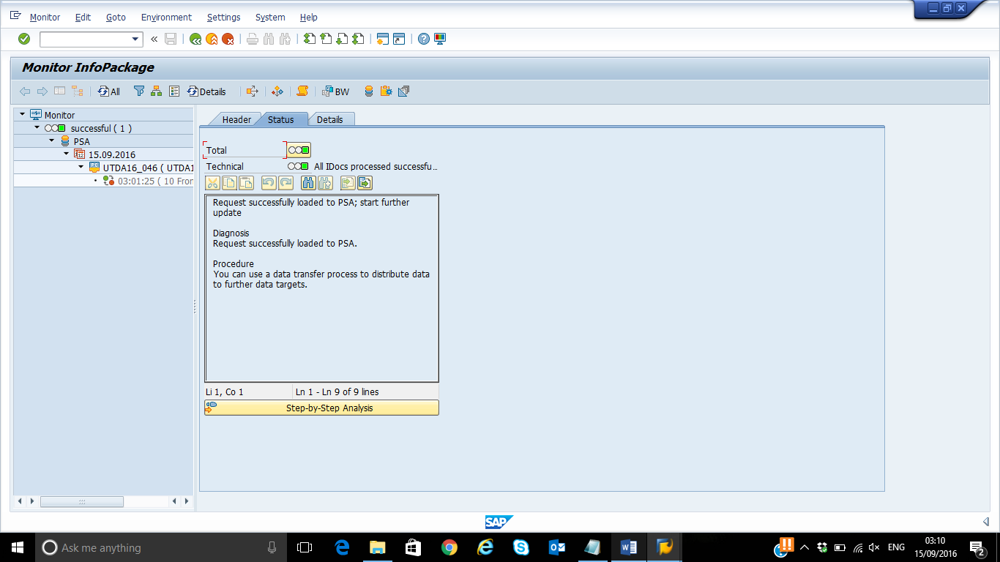 Monitor Edit Goto Environment Settings System Help
Monitor InfoPackage
All Details BW
Monitor
successful ( 1 )
PSA
15.09.2016
UTDA16_046 ( UTDA1
03:01:25 ( 10 Fror
Header Status Details
Total
Technical All IDocs processed successfu...
Request successfully loaded to PSA; start further
update
Diagnosis
Request successfully loaded to PSA.
Procedure
You can use a data transfer process to distribute data
to further data targets.
Li 1, Co 1 Ln 1 - Ln 9 of 9 lines
Step-by-Step Analysis
SAP
Ask me anything
ENG
03:10
15/09/2016
2